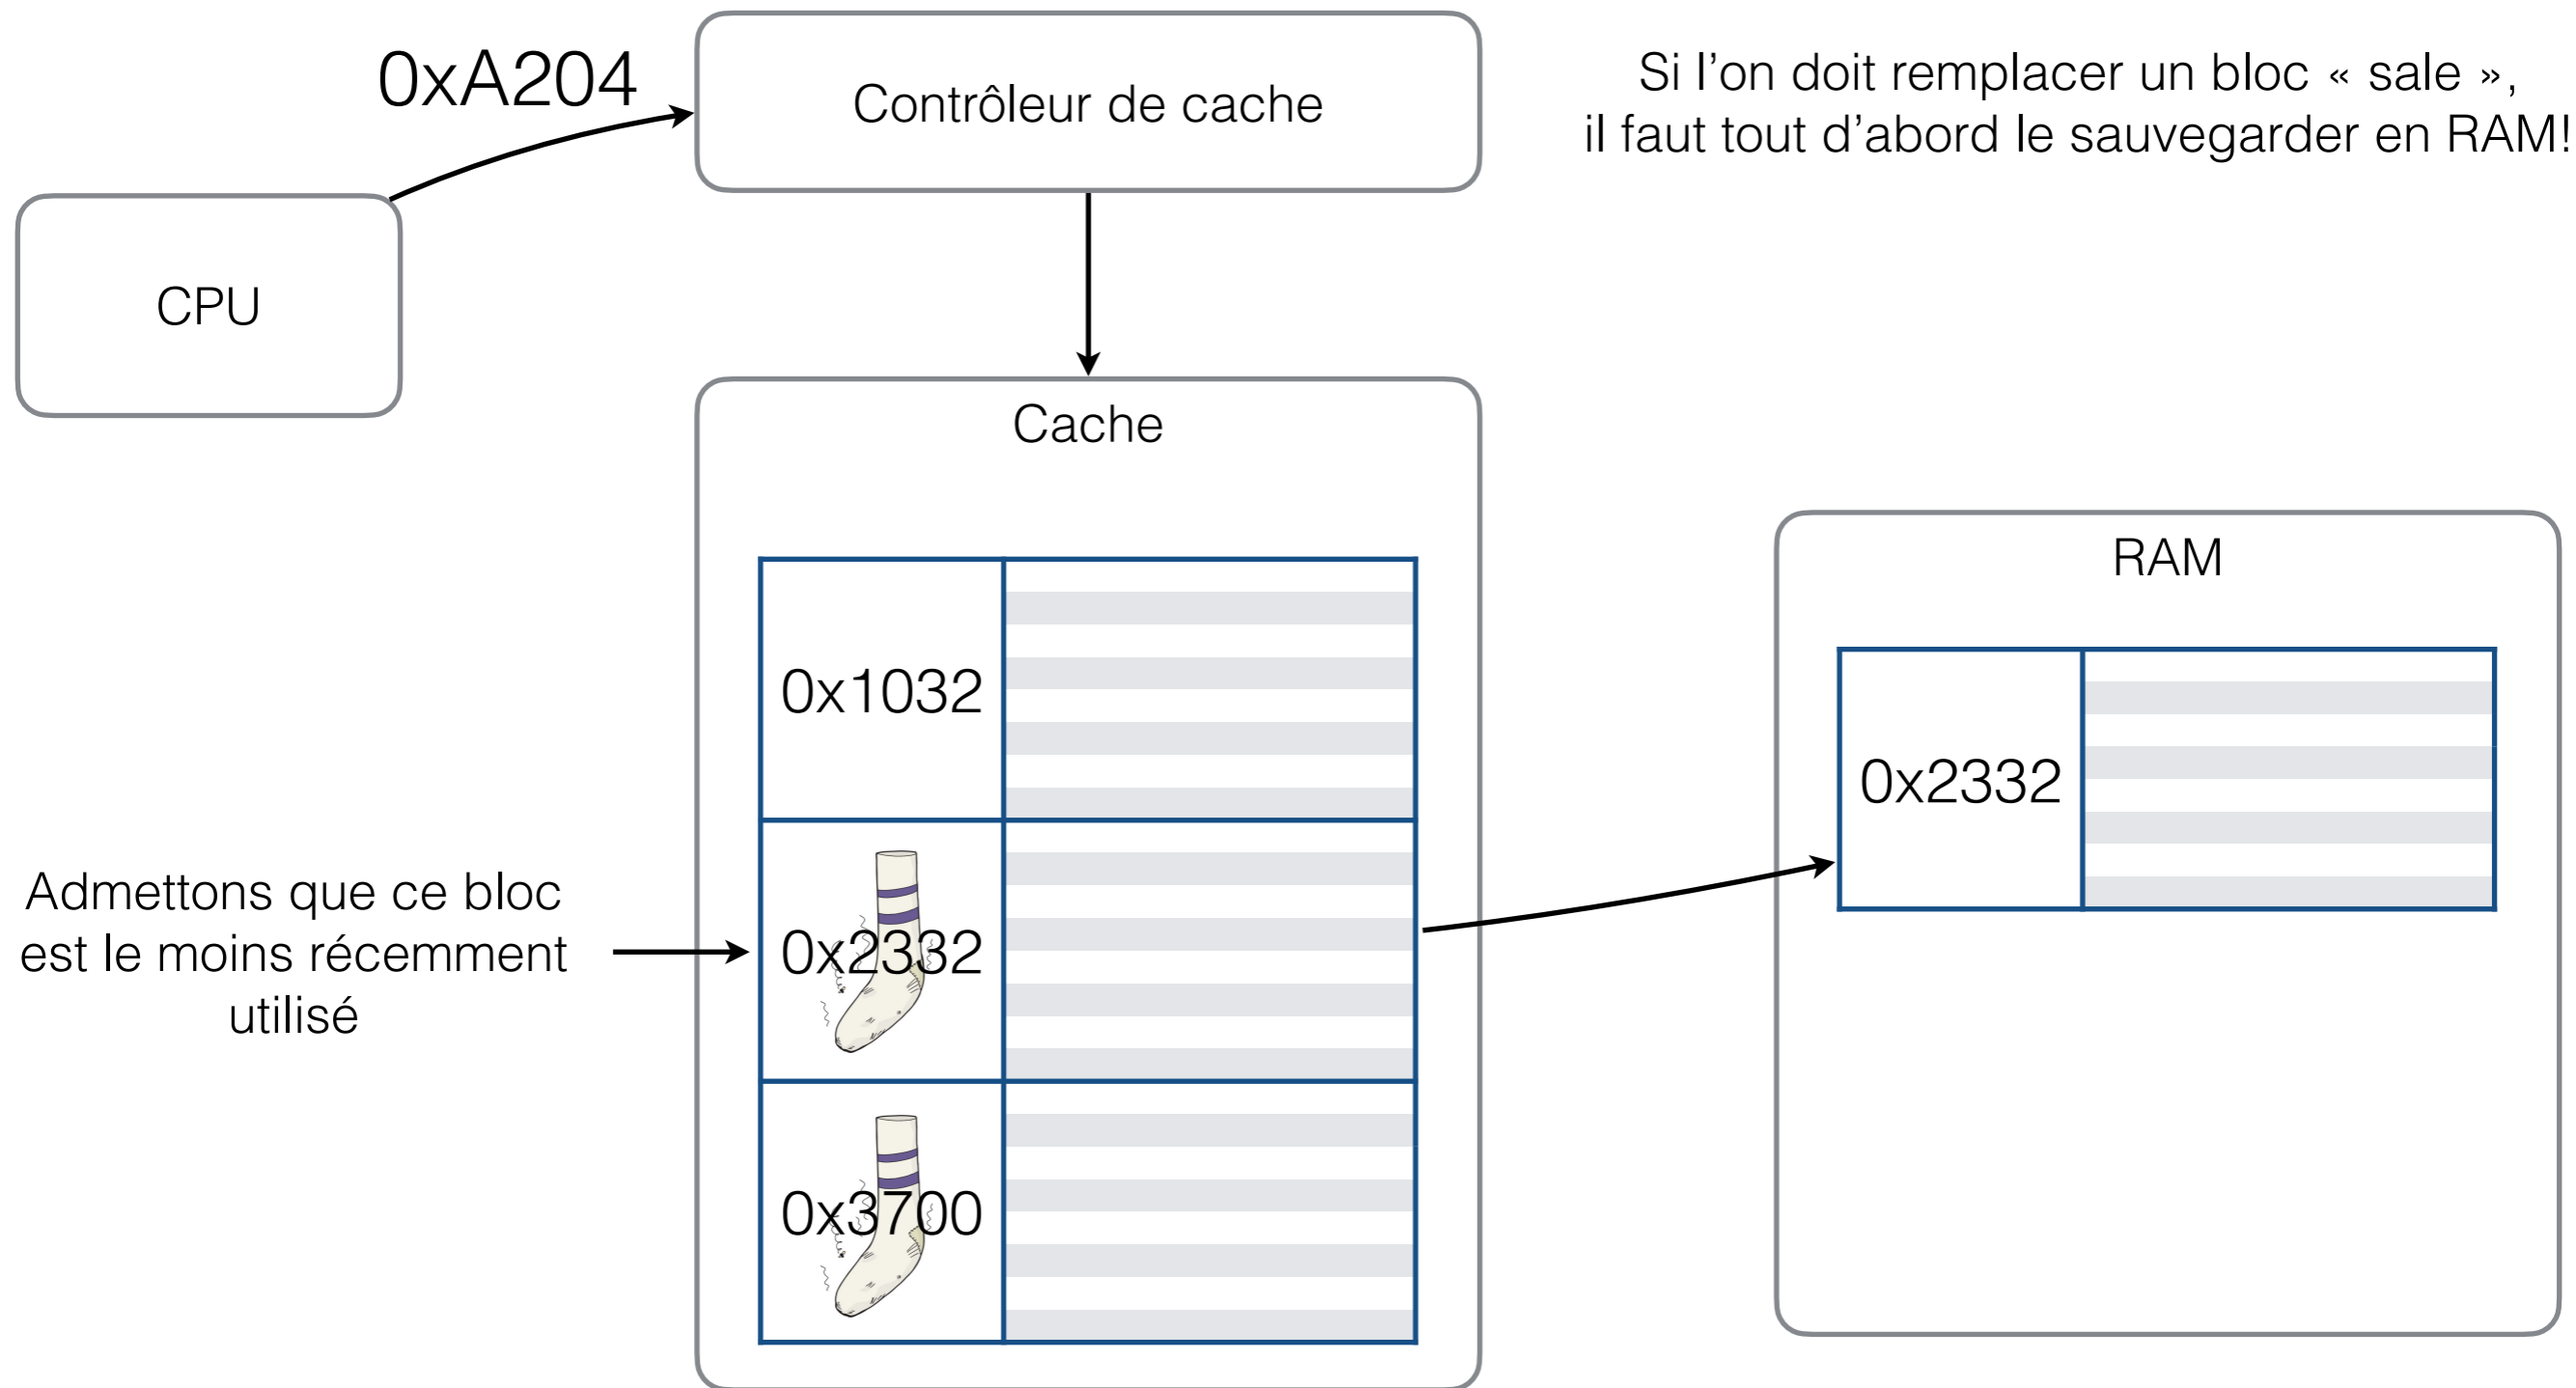 0xA204
Contrôleur de cache
Si l'on doit remplacer un bloc « sale »,
il faut tout d'abord le sauvegarder en RAM!
CPU
Cache
RAM
0x1032
0x2332
Admettons que ce bloc
est le moins récemment
utilisé
0x2332
0x3700